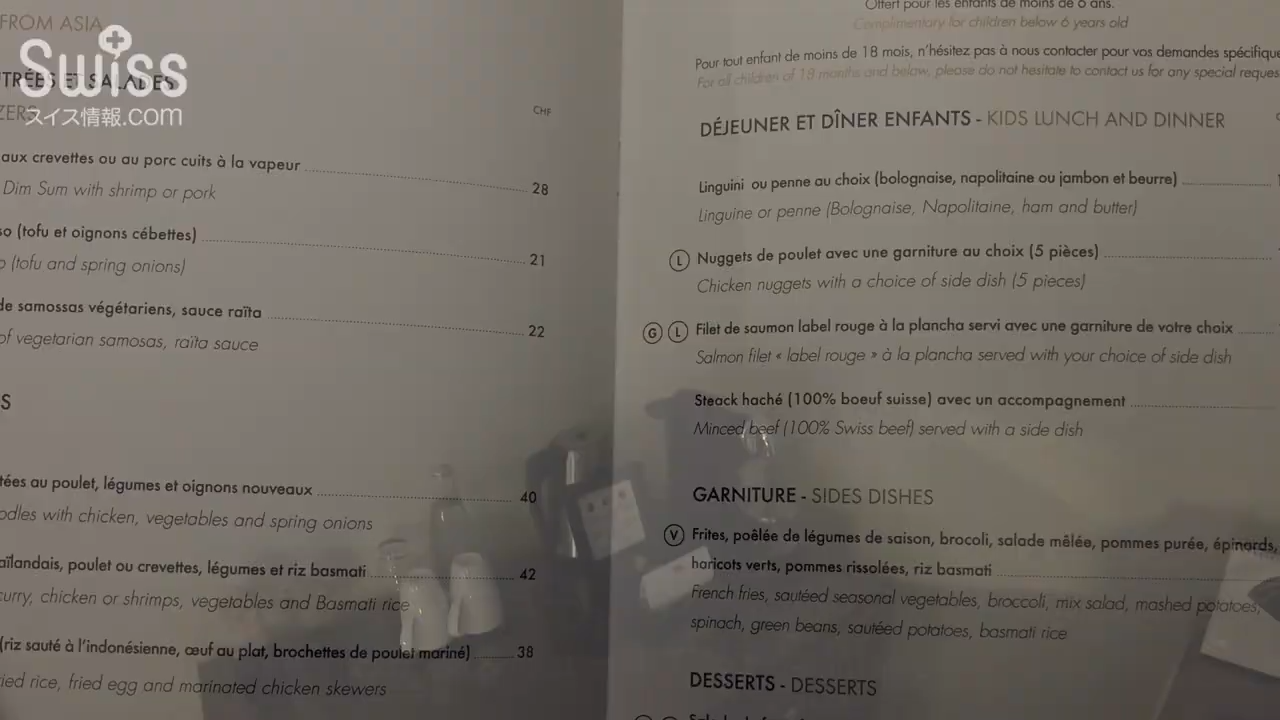 FROM ASIA
Swiss
スイス情報.com
TRÉES ET SALADES
ZERS
CHF
aux crevettes ou au porc cuits à la vapeur 28
Dim Sum with shrimp or pork
so (tofu et oignons cébettes) 21
(tofu and spring onions)
de samossas végétariens, sauce raïta 22
of vegetarian samosas, raïta sauce
S
tées au poulet, légumes et oignons nouveaux 40
odles with chicken, vegetables and spring onions
aïlandais, poulet ou crevettes, légumes et riz basmati 42
curry, chicken or shrimps, vegetables and Basmati rice
(riz sauté à l'indonésienne, œuf au plat, brochettes de poulet mariné) 38
ied rice, fried egg and marinated chicken skewers
Offert pour les enfants de moins de 6 ans.
Complimentary for children below 6 years old
Pour tout enfant de moins de 18 mois, n'hésitez pas à nous contacter pour vos demandes spécifique
For all children of 18 months and below, please do not hesitate to contact us for any special reques
DÉJEUNER ET DÎNER ENFANTS - KIDS LUNCH AND DINNER
Linguini ou penne au choix (bolognaise, napolitaine ou jambon et beurre)
Linguine or penne (Bolognaise, Napolitaine, ham and butter)
L Nuggets de poulet avec une garniture au choix (5 pièces)
Chicken nuggets with a choice of side dish (5 pieces)
G L Filet de saumon label rouge à la plancha servi avec une garniture de votre choix
Salmon filet « label rouge » à la plancha served with your choice of side dish
Steack haché (100% boeuf suisse) avec un accompagnement
Minced beef (100% Swiss beef) served with a side dish
GARNITURE - SIDES DISHES
V Frites, poêlée de légumes de saison, brocoli, salade mêlée, pommes purée, épinards,
haricots verts, pommes rissolées, riz basmati
French fries, sautéed seasonal vegetables, broccoli, mix salad, mashed potatoes,
spinach, green beans, sautéed potatoes, basmati rice
DESSERTS - DESSERTS